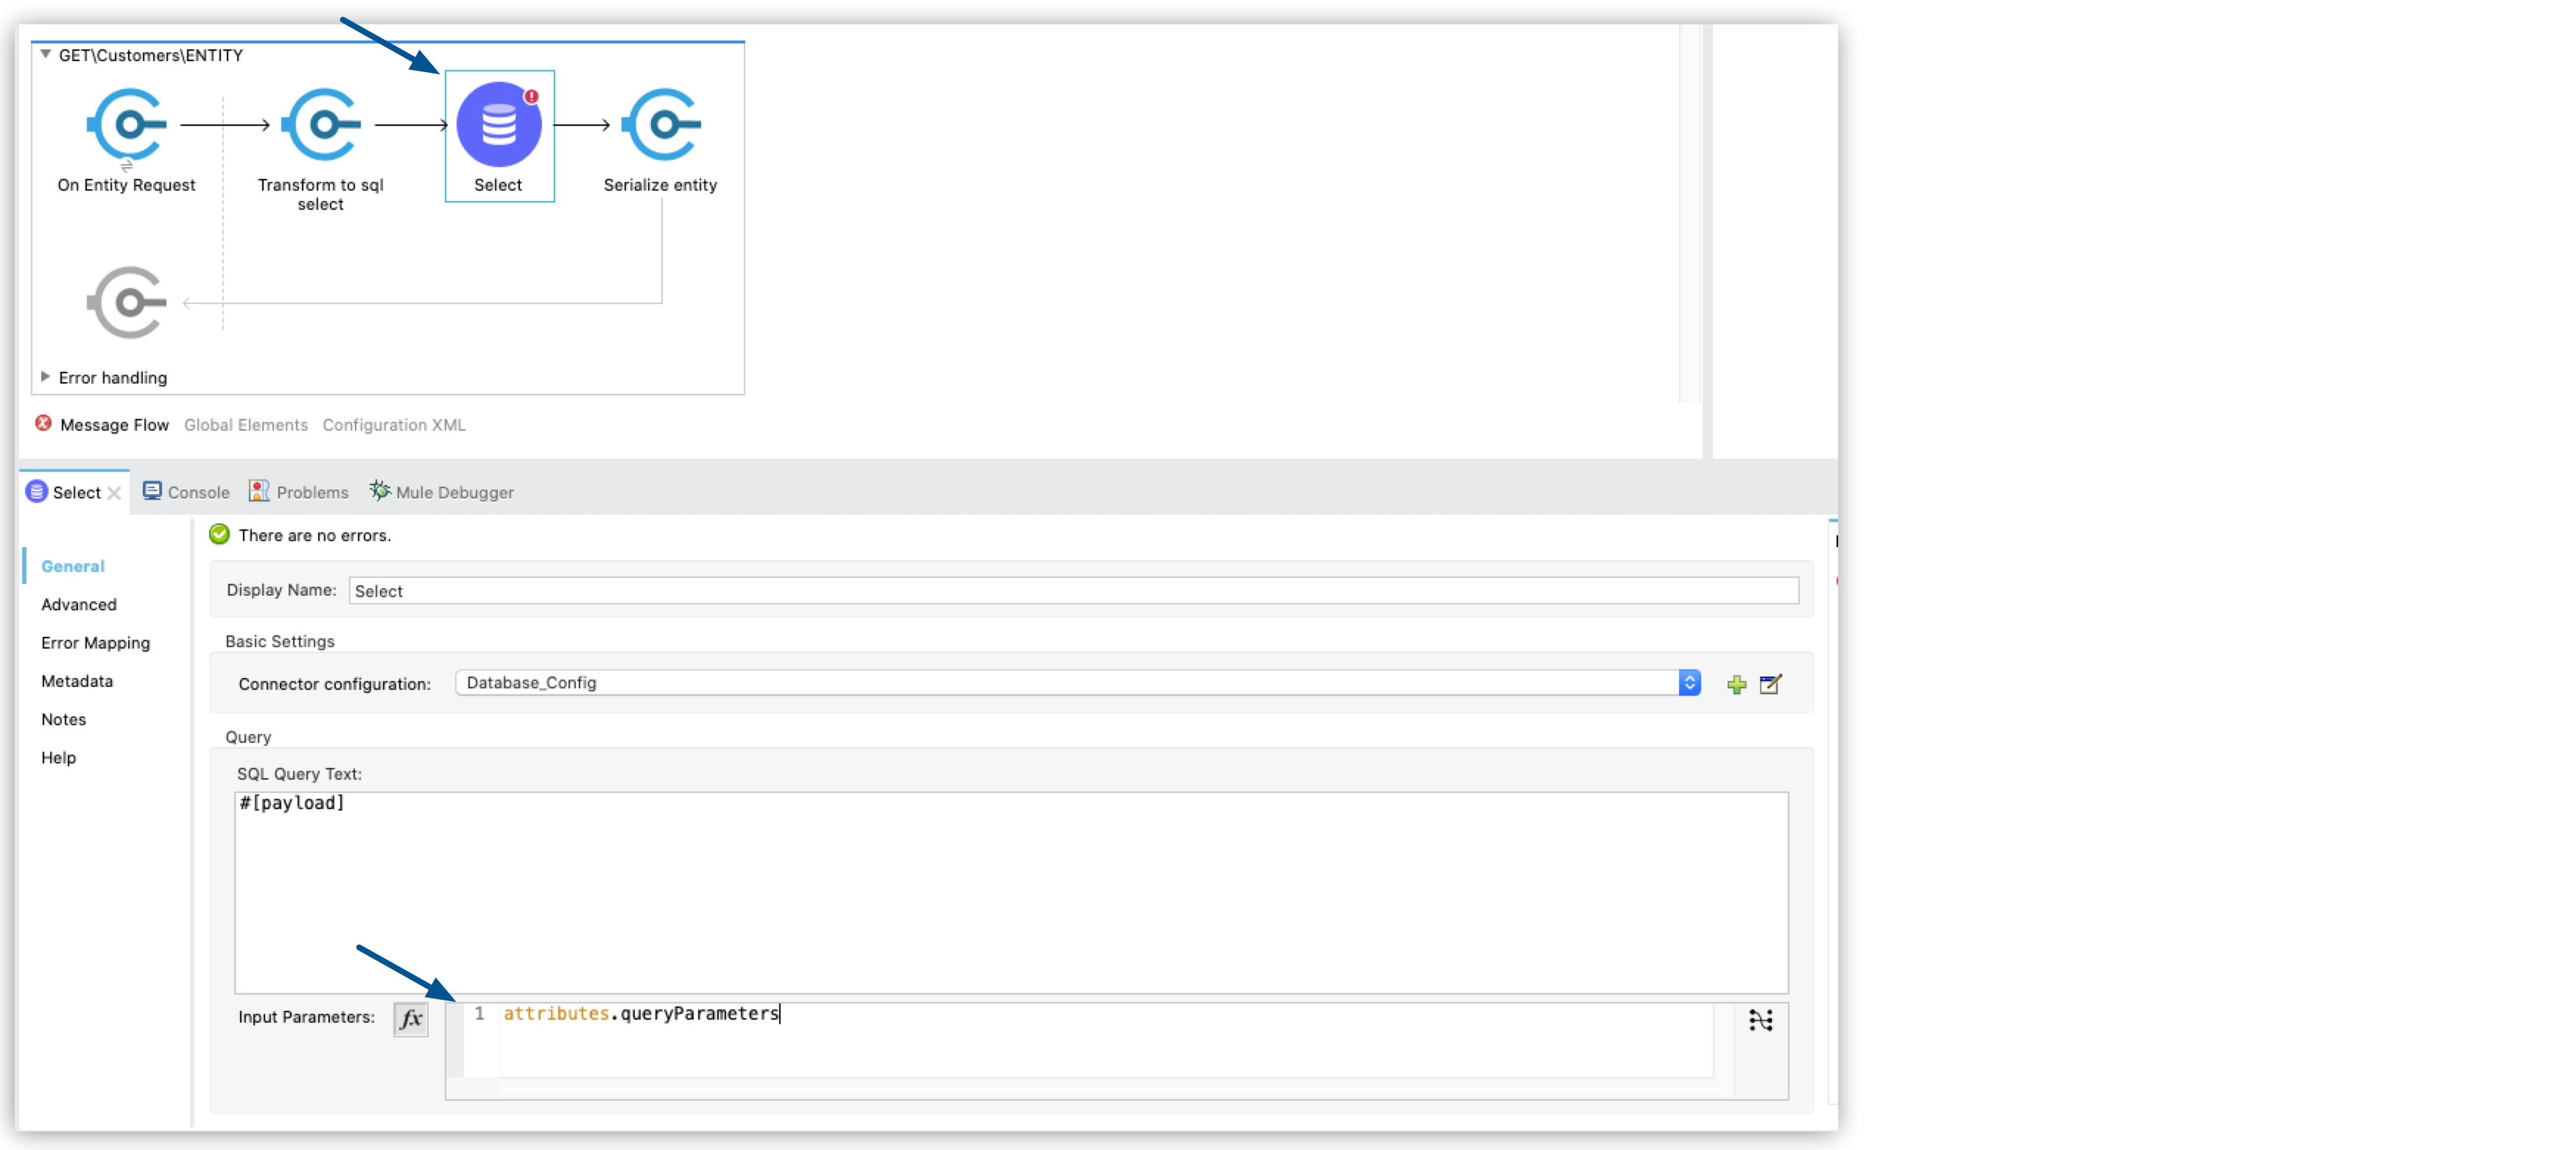 GET\Customers\ENTITY
On Entity Request
Transform to sql
select
Select
Serialize entity
Error handling
Message Flow Global Elements Configuration XML
Select Console Problems Mule Debugger
There are no errors.
General
Advanced
Error Mapping
Metadata
Notes
Help
Display Name: Select
Basic Settings
Connector configuration: Database_Config
Query
SQL Query Text:
#[payload]
Input Parameters: fx 1 attributes.queryParameters